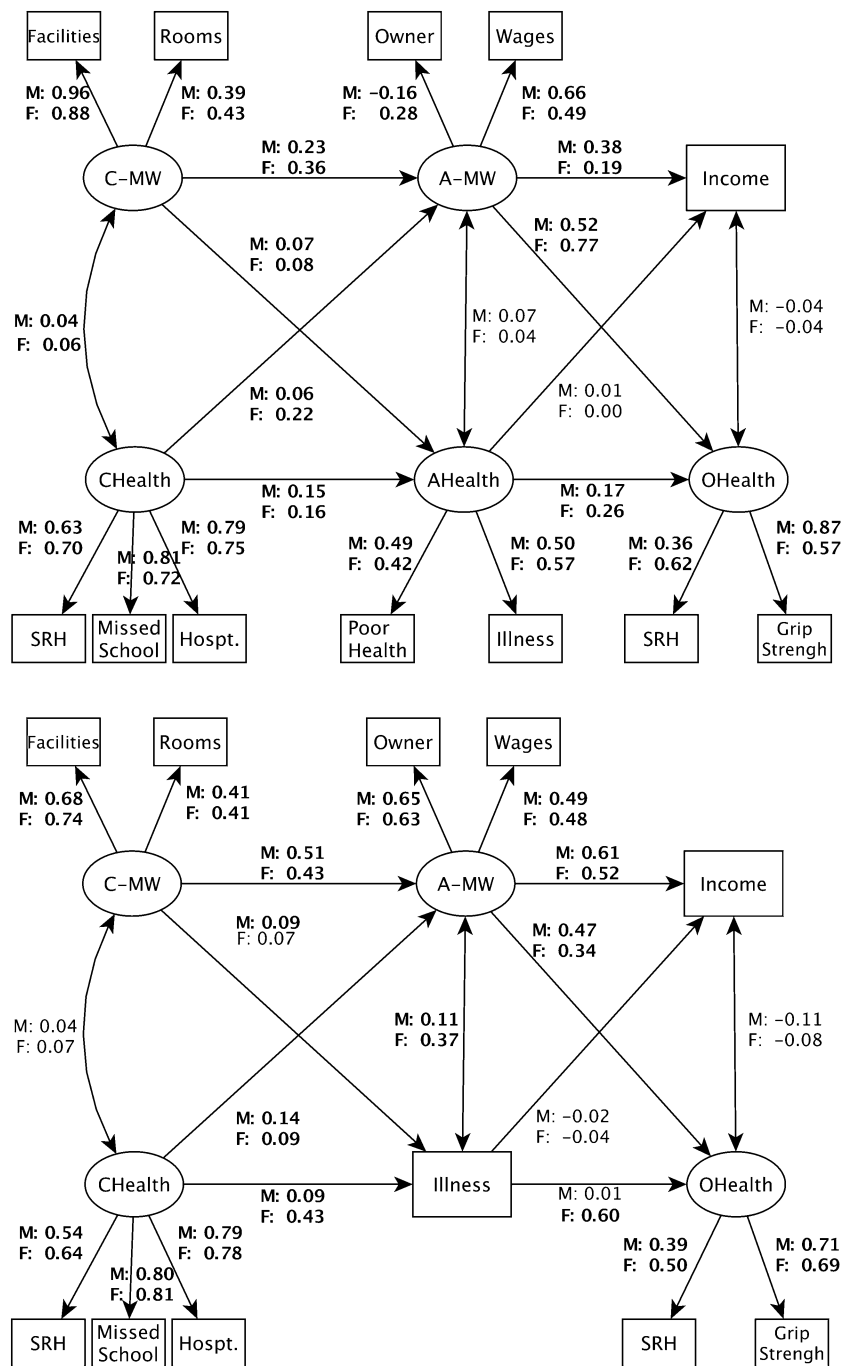 Facilities Rooms Owner Wages
M: 0.96 M: 0.39 M: -0.16 M: 0.66
F: 0.88 F: 0.43 F: 0.28 F: 0.49
M: 0.23 M: 0.38
F: 0.36 F: 0.19
C-MW A-MW Income
M: 0.52
F: 0.77
M: 0.07
F: 0.08
M: 0.04 M: 0.07 M: -0.04
F: 0.06 F: 0.04 F: -0.04
M: 0.06 M: 0.01
F: 0.22 F: 0.00
CHealth AHealth OHealth
M: 0.15 M: 0.17
F: 0.16 F: 0.26
M: 0.63 M: 0.79 M: 0.49 M: 0.50 M: 0.36 M: 0.87
F: 0.70 F: 0.75 F: 0.42 F: 0.57 F: 0.62 F: 0.57
M: 0.81
F: 0.72
SRH Missed School Hospt. Poor Health Illness SRH Grip Strengh
Facilities Rooms Owner Wages
M: 0.68 M: 0.41 M: 0.65 M: 0.49
F: 0.74 F: 0.41 F: 0.63 F: 0.48
M: 0.51 M: 0.61
F: 0.43 F: 0.52
C-MW A-MW Income
M: 0.09 M: 0.47
F: 0.07 F: 0.34
M: 0.04 M: 0.11 M: -0.11
F: 0.07 F: 0.37 F: -0.08
M: 0.14 M: -0.02
F: 0.09 F: -0.04
CHealth Illness OHealth
M: 0.09 M: 0.01
F: 0.43 F: 0.60
M: 0.54 M: 0.79 M: 0.39 M: 0.71
F: 0.64 F: 0.78 F: 0.50 F: 0.69
M: 0.80
F: 0.81
SRH Missed School Hospt. SRH Grip Strengh